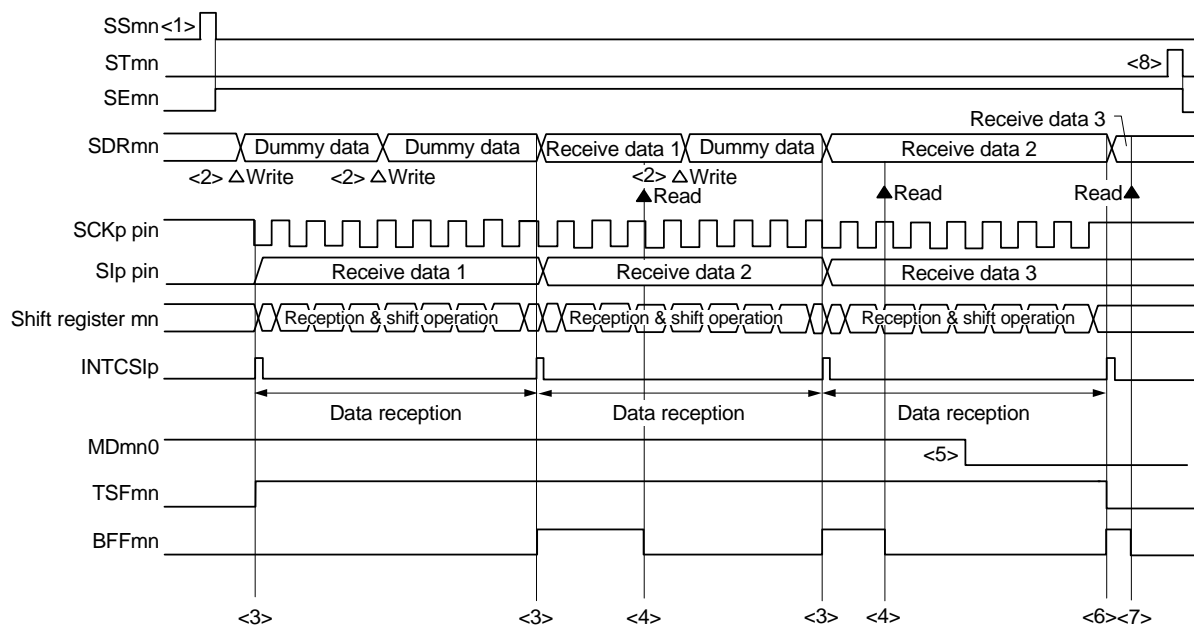 SSmn <1>
STmn <8>
SEmn
Receive data 3
SDRmn Dummy data Dummy data Receive data 1 Dummy data Receive data 2
<2> Write <2> Write <2> Write
Read Read Read
SCKp pin
SIp pin Receive data 1 Receive data 2 Receive data 3
Shift register mn Reception & shift operation Reception & shift operation Reception & shift operation
INTCSIp
Data reception Data reception Data reception
MDmn0
<5>
TSFmn
BFFmn
<3> <3> <4> <3> <4> <6> <7>